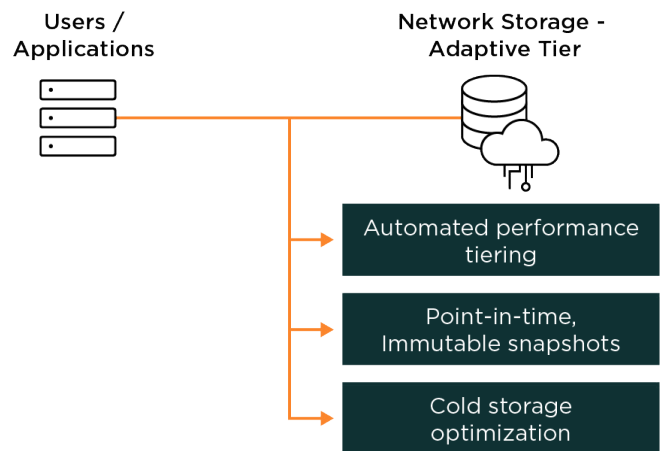 Users /
Applications
Network Storage -
Adaptive Tier
Automated performance
tiering
Point-in-time,
Immutable snapshots
Cold storage
optimization